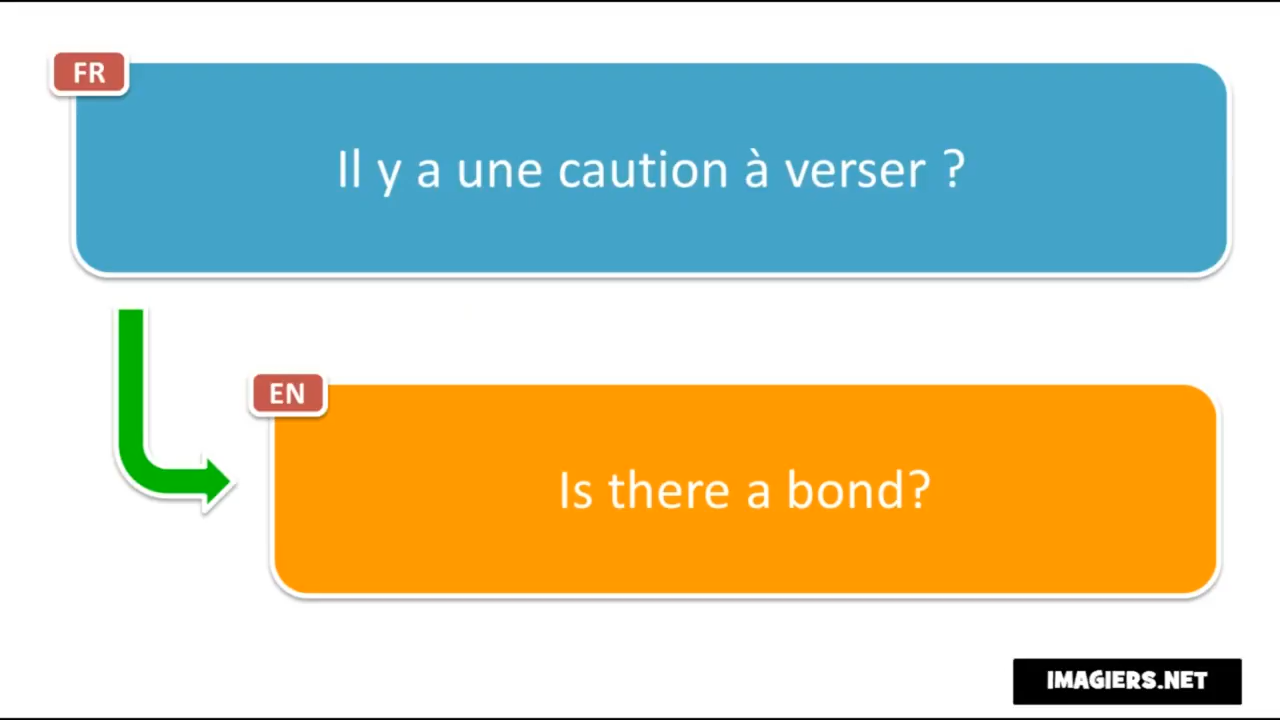 FR
Il y a une caution à verser ?
EN
Is there a bond?
IMAGIERS.NET